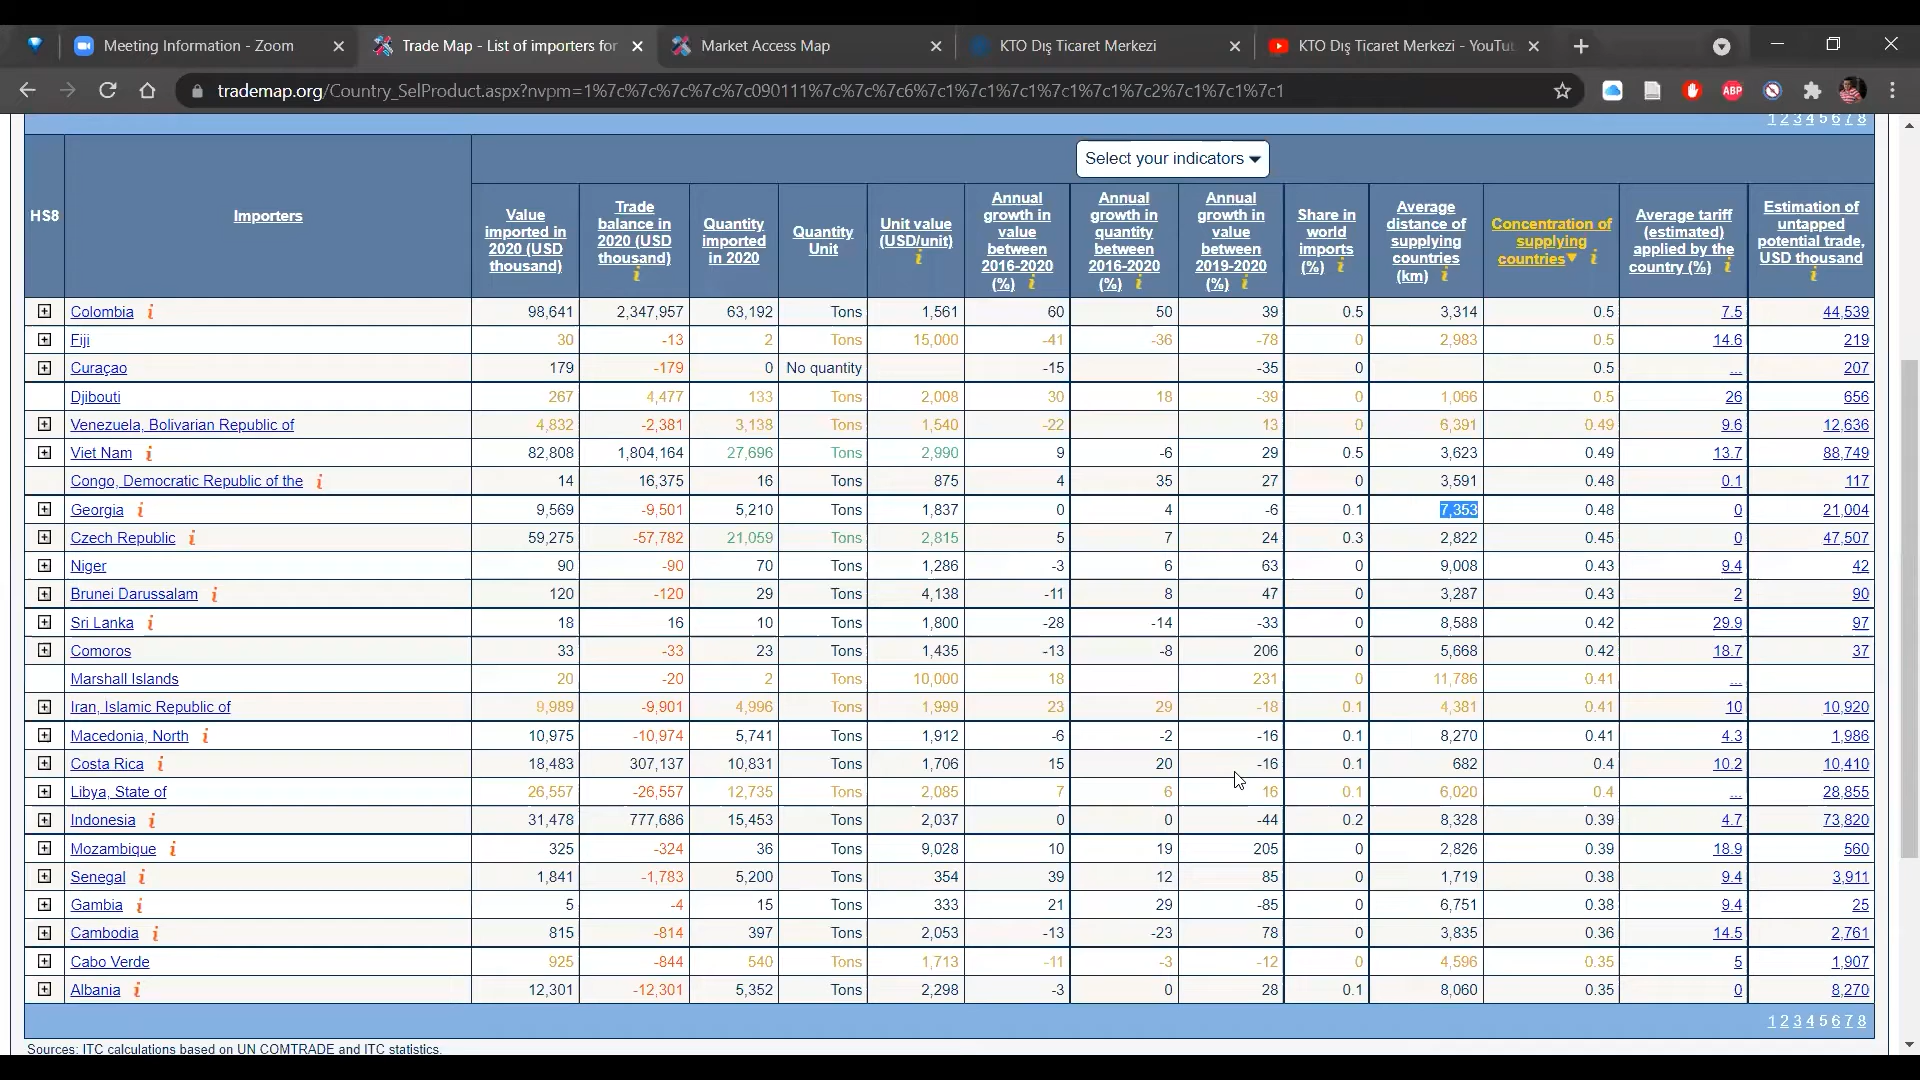 Meeting Information - Zoom
Trade Map - List of importers for
Market Access Map
KTO Dış Ticaret Merkezi
KTO Dış Ticaret Merkezi - YouTu
trademap.org/Country_SelProduct.aspx?nvpm=1%7c%7c%7c%7c%7c090111%7c%7c%7c6%7c1%7c1%7c1%7c1%7c1%7c2%7c1%7c1%7c1
ABP
1 2 3 4 5 6 7 8
Select your indicators
HS8
Importers
Value imported in 2020 (USD thousand)
Trade balance in 2020 (USD thousand) i
Quantity imported in 2020
Quantity Unit
Unit value (USD/unit) i
Annual growth in value between 2016-2020 (%) i
Annual growth in quantity between 2016-2020 (%) i
Annual growth in value between 2019-2020 (%) i
Share in world imports (%) i
Average distance of supplying countries (km) i
Concentration of supplying countries i
Average tariff (estimated) applied by the country (%) i
Estimation of untapped potential trade, USD thousand i
Colombia i 98,641 2,347,957 63,192 Tons 1,561 60 50 39 0.5 3,314 0.5 7.5 44,539
Fiji 30 -13 2 Tons 15,000 -41 -36 -78 0 2,983 0.5 14.6 219
Curaçao 179 -179 0 No quantity -15 -35 0 0.5 ... 207
Djibouti 267 4,477 133 Tons 2,008 30 18 -39 0 1,066 0.5 26 656
Venezuela, Bolivarian Republic of 4,832 -2,381 3,138 Tons 1,540 -22 13 0 6,391 0.49 9.6 12,636
Viet Nam i 82,808 1,804,164 27,696 Tons 2,990 9 -6 29 0.5 3,623 0.49 13.7 88,749
Congo, Democratic Republic of the i 14 16,375 16 Tons 875 4 35 27 0 3,591 0.48 0.1 117
Georgia i 9,569 -9,501 5,210 Tons 1,837 0 4 -6 0.1 7,353 0.48 0 21,004
Czech Republic i 59,275 -57,782 21,059 Tons 2,815 5 7 24 0.3 2,822 0.45 0 47,507
Niger 90 -90 70 Tons 1,286 -3 6 63 0 9,008 0.43 9.4 42
Brunei Darussalam i 120 -120 29 Tons 4,138 -11 8 47 0 3,287 0.43 2 90
Sri Lanka i 18 16 10 Tons 1,800 -28 -14 -33 0 8,588 0.42 29.9 97
Comoros 33 -33 23 Tons 1,435 -13 -8 206 0 5,668 0.42 18.7 37
Marshall Islands 20 -20 2 Tons 10,000 18 231 0 11,786 0.41 ...
Iran, Islamic Republic of 9,989 -9,901 4,996 Tons 1,999 23 29 -18 0.1 4,381 0.41 10 10,920
Macedonia, North i 10,975 -10,974 5,741 Tons 1,912 -6 -2 -16 0.1 8,270 0.41 4.3 1,986
Costa Rica i 18,483 307,137 10,831 Tons 1,706 15 20 -16 0.1 682 0.4 10.2 10,410
Libya, State of 26,557 -26,557 12,735 Tons 2,085 7 6 16 0.1 6,020 0.4 ... 28,855
Indonesia i 31,478 777,686 15,453 Tons 2,037 0 0 -44 0.2 8,328 0.39 4.7 73,820
Mozambique i 325 -324 36 Tons 9,028 10 19 205 0 2,826 0.39 18.9 560
Senegal i 1,841 -1,783 5,200 Tons 354 39 12 85 0 1,719 0.38 9.4 3,911
Gambia i 5 -4 15 Tons 333 21 29 -85 0 6,751 0.38 9.4 25
Cambodia i 815 -814 397 Tons 2,053 -13 -23 78 0 3,835 0.36 14.5 2,761
Cabo Verde 925 -844 540 Tons 1,713 -11 -3 -12 0 4,596 0.35 5 1,907
Albania i 12,301 -12,301 5,352 Tons 2,298 -3 0 28 0.1 8,060 0.35 0 8,270
1 2 3 4 5 6 7 8
Sources: ITC calculations based on UN COMTRADE and ITC statistics.